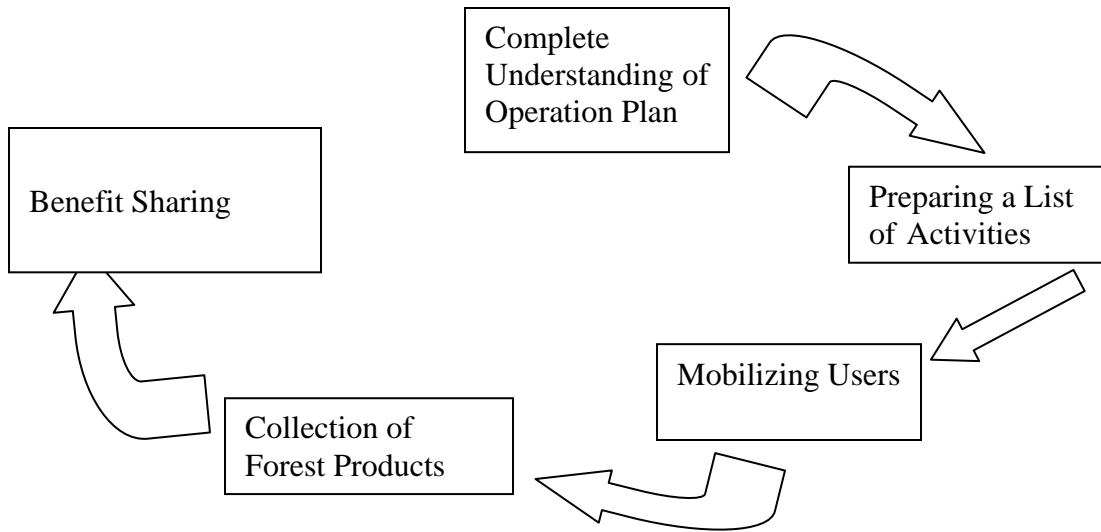 Complete
Understanding of
Operation Plan
Preparing a List
of Activities
Mobilizing Users
Collection of
Forest Products
Benefit Sharing